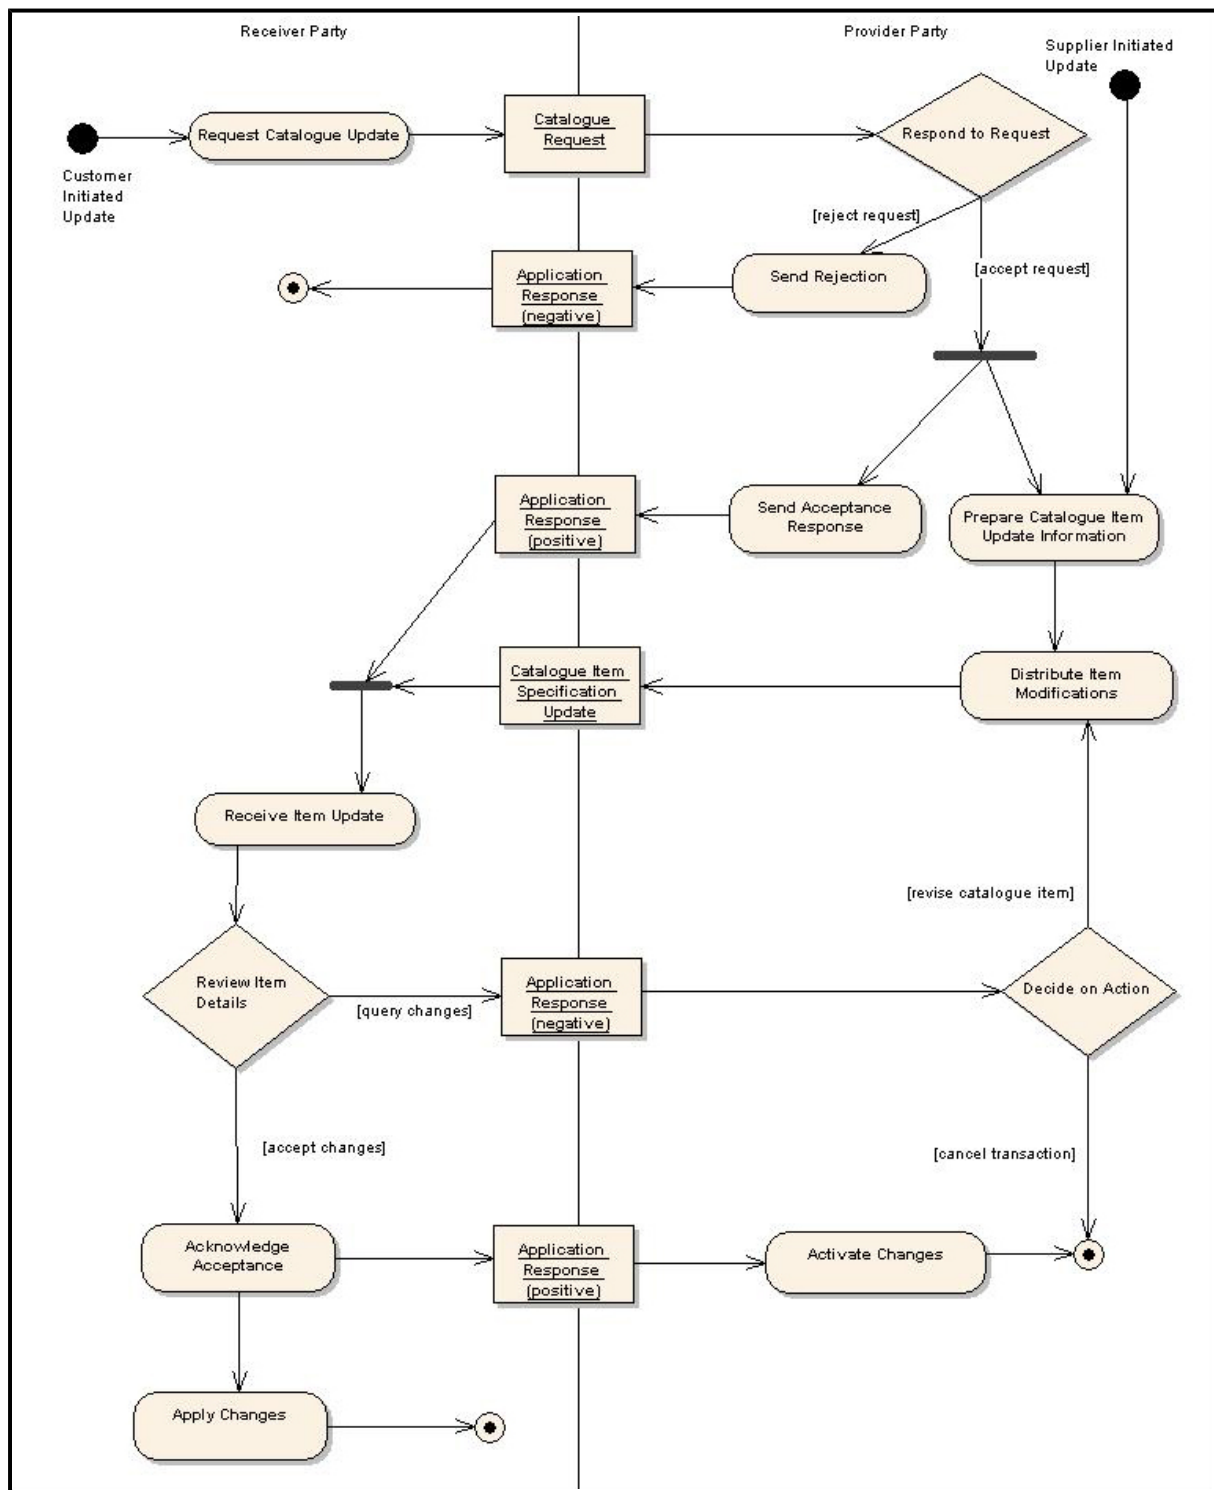 Receiver Party
Provider Party
Supplier Initiated
Update
Customer
Initiated
Update
Request Catalogue Update
Catalogue
Request
Respond to Request
[reject request]
[accept request]
Send Rejection
Application
Response
(negative)
Application
Response
(positive)
Send Acceptance
Response
Prepare Catalogue Item
Update Information
Catalogue Item
Specification
Update
Distribute Item
Modifications
Receive Item Update
[revise catalogue item]
Review Item
Details
[query changes]
Application
Response
(negative)
Decide on Action
[accept changes]
[cancel transaction]
Acknowledge
Acceptance
Application
Response
(positive)
Activate Changes
Apply Changes